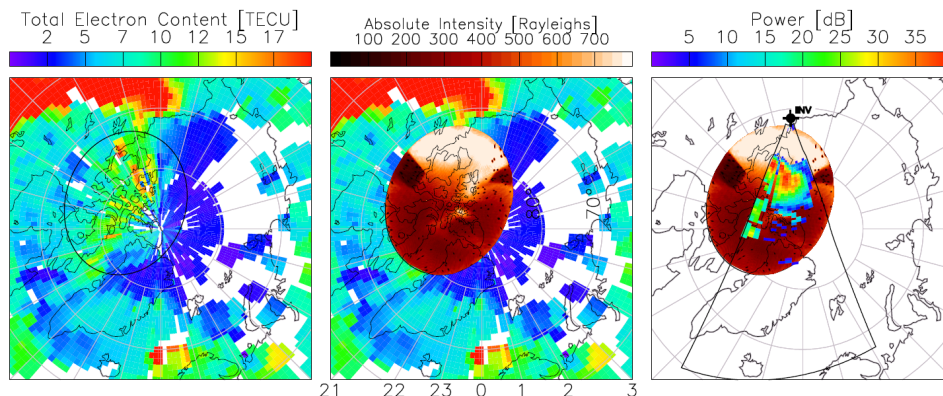 Total Electron Content [TECU]
2 5 7 10 12 15 17
Absolute Intensity [Rayleighs]
100 200 300 400 500 600 700
Power [dB]
5 10 15 20 25 30 35
INV
80°
70°
21 22 23 0 1 2 3